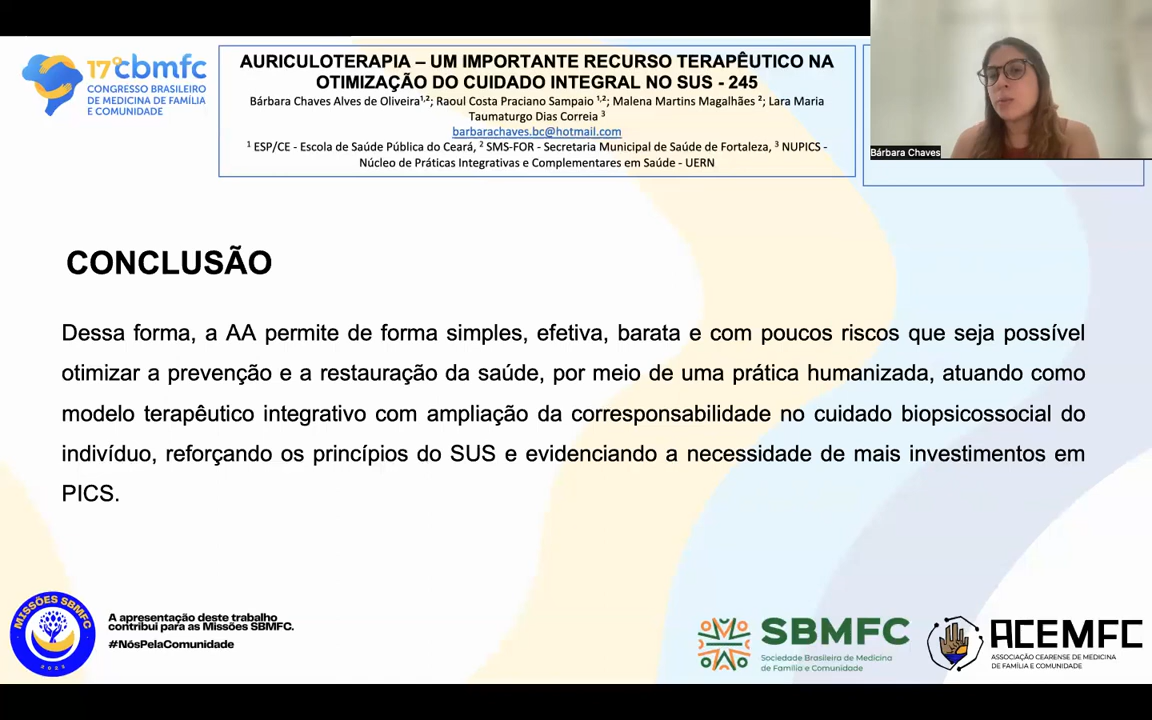 17º cbmfc
CONGRESSO BRASILEIRO
DE MEDICINA DE FAMÍLIA
E COMUNIDADE
AURICULOTERAPIA – UM IMPORTANTE RECURSO TERAPÊUTICO NA
OTIMIZAÇÃO DO CUIDADO INTEGRAL NO SUS - 245
Bárbara Chaves Alves de Oliveira¹,²; Raoul Costa Praciano Sampaio ¹,²; Malena Martins Magalhães ²; Lara Maria
Taumaturgo Dias Correia ³
barbarachaves.bc@hotmail.com
¹ ESP/CE - Escola de Saúde Pública do Ceará, ² SMS-FOR - Secretaria Municipal de Saúde de Fortaleza, ³ NUPICS -
Núcleo de Práticas Integrativas e Complementares em Saúde - UERN
Bárbara Chaves
CONCLUSÃO
Dessa forma, a AA permite de forma simples, efetiva, barata e com poucos riscos que seja possível
otimizar a prevenção e a restauração da saúde, por meio de uma prática humanizada, atuando como
modelo terapêutico integrativo com ampliação da corresponsabilidade no cuidado biopsicossocial do
indivíduo, reforçando os princípios do SUS e evidenciando a necessidade de mais investimentos em
PICS.
MISSÕES SBMFC
2023
A apresentação deste trabalho
contribui para as Missões SBMFC.
#NósPelaComunidade
SBMFC
Sociedade Brasileira de Medicina
de Família e Comunidade
ACEMFC
ASSOCIAÇÃO CEARENSE DE MEDICINA
DE FAMÍLIA E COMUNIDADE